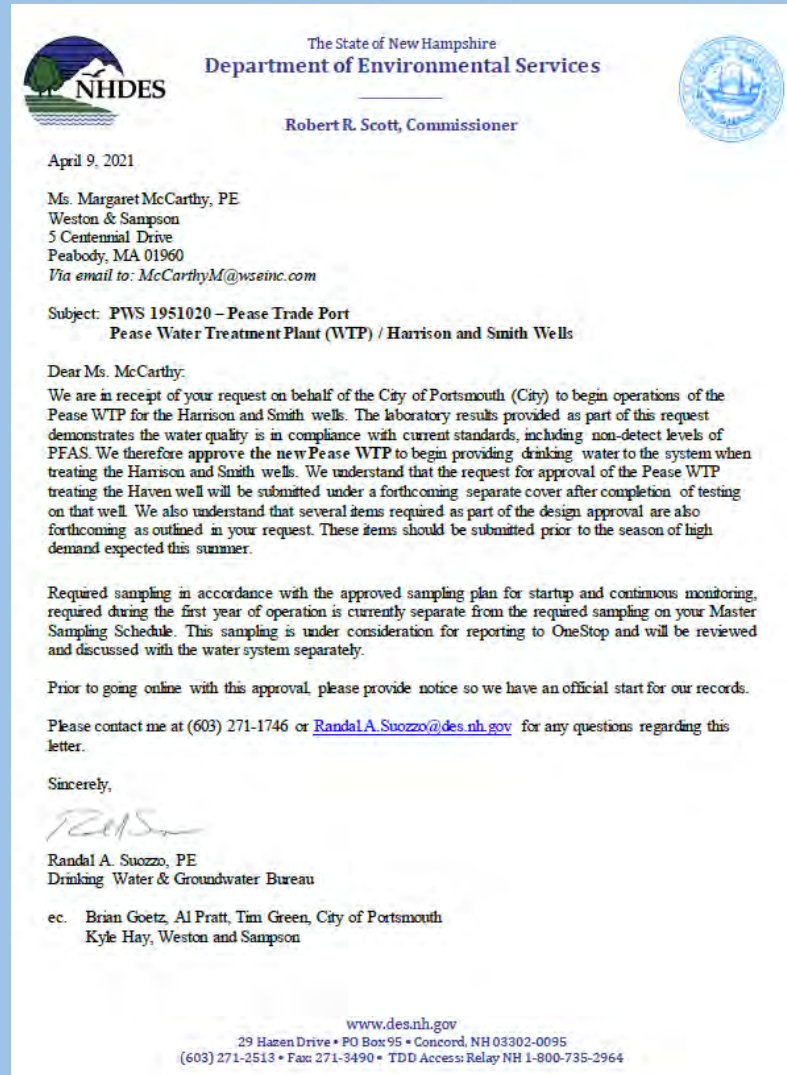 NHDES
The State of New Hampshire
Department of Environmental Services
Robert R. Scott, Commissioner
April 9, 2021
Ms. Margaret McCarthy, PE
Weston & Sampson
5 Centennial Drive
Peabody, MA 01960
Via email to: McCarthyM@wseinc.com
Subject: PWS 1951020 – Pease Trade Port
Pease Water Treatment Plant (WTP) / Harrison and Smith Wells
Dear Ms. McCarthy:
We are in receipt of your request on behalf of the City of Portsmouth (City) to begin operations of the
Pease WTP for the Harrison and Smith wells. The laboratory results provided as part of this request
demonstrates the water quality is in compliance with current standards, including non-detect levels of
PFAS. We therefore approve the new Pease WTP to begin providing drinking water to the system when
treating the Harrison and Smith wells. We understand that the request for approval of the Pease WTP
treating the Haven well will be submitted under a forthcoming separate cover after completion of testing
on that well. We also understand that several items required as part of the design approval are also
forthcoming as outlined in your request. These items should be submitted prior to the season of high
demand expected this summer.
Required sampling in accordance with the approved sampling plan for startup and continuous monitoring,
required during the first year of operation is currently separate from the required sampling on your Master
Sampling Schedule. This sampling is under consideration for reporting to OneStop and will be reviewed
and discussed with the water system separately.
Prior to going online with this approval, please provide notice so we have an official start for our records.
Please contact me at (603) 271-1746 or Randal.A.Suozzo@des.nh.gov for any questions regarding this
letter.
Sincerely,
Randal A. Suozzo, PE
Drinking Water & Groundwater Bureau
ec. Brian Goetz, Al Pratt, Tim Green, City of Portsmouth
Kyle Hay, Weston and Sampson
www.des.nh.gov
29 Hazen Drive • PO Box 95 • Concord, NH 03302-0095
(603) 271-2513 • Fax: 271-3490 • TDD Access: Relay NH 1-800-735-2964